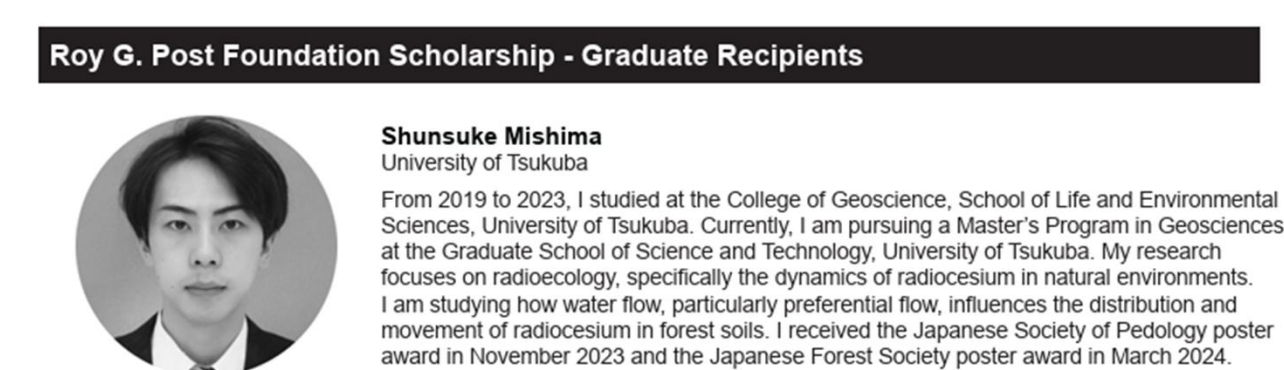 Roy G. Post Foundation Scholarship - Graduate Recipients
Shunsuke Mishima
University of Tsukuba
From 2019 to 2023, I studied at the College of Geoscience, School of Life and Environmental
Sciences, University of Tsukuba. Currently, I am pursuing a Master’s Program in Geosciences
at the Graduate School of Science and Technology, University of Tsukuba. My research
focuses on radioecology, specifically the dynamics of radiocesium in natural environments.
I am studying how water flow, particularly preferential flow, influences the distribution and
movement of radiocesium in forest soils. I received the Japanese Society of Pedology poster
award in November 2023 and the Japanese Forest Society poster award in March 2024.